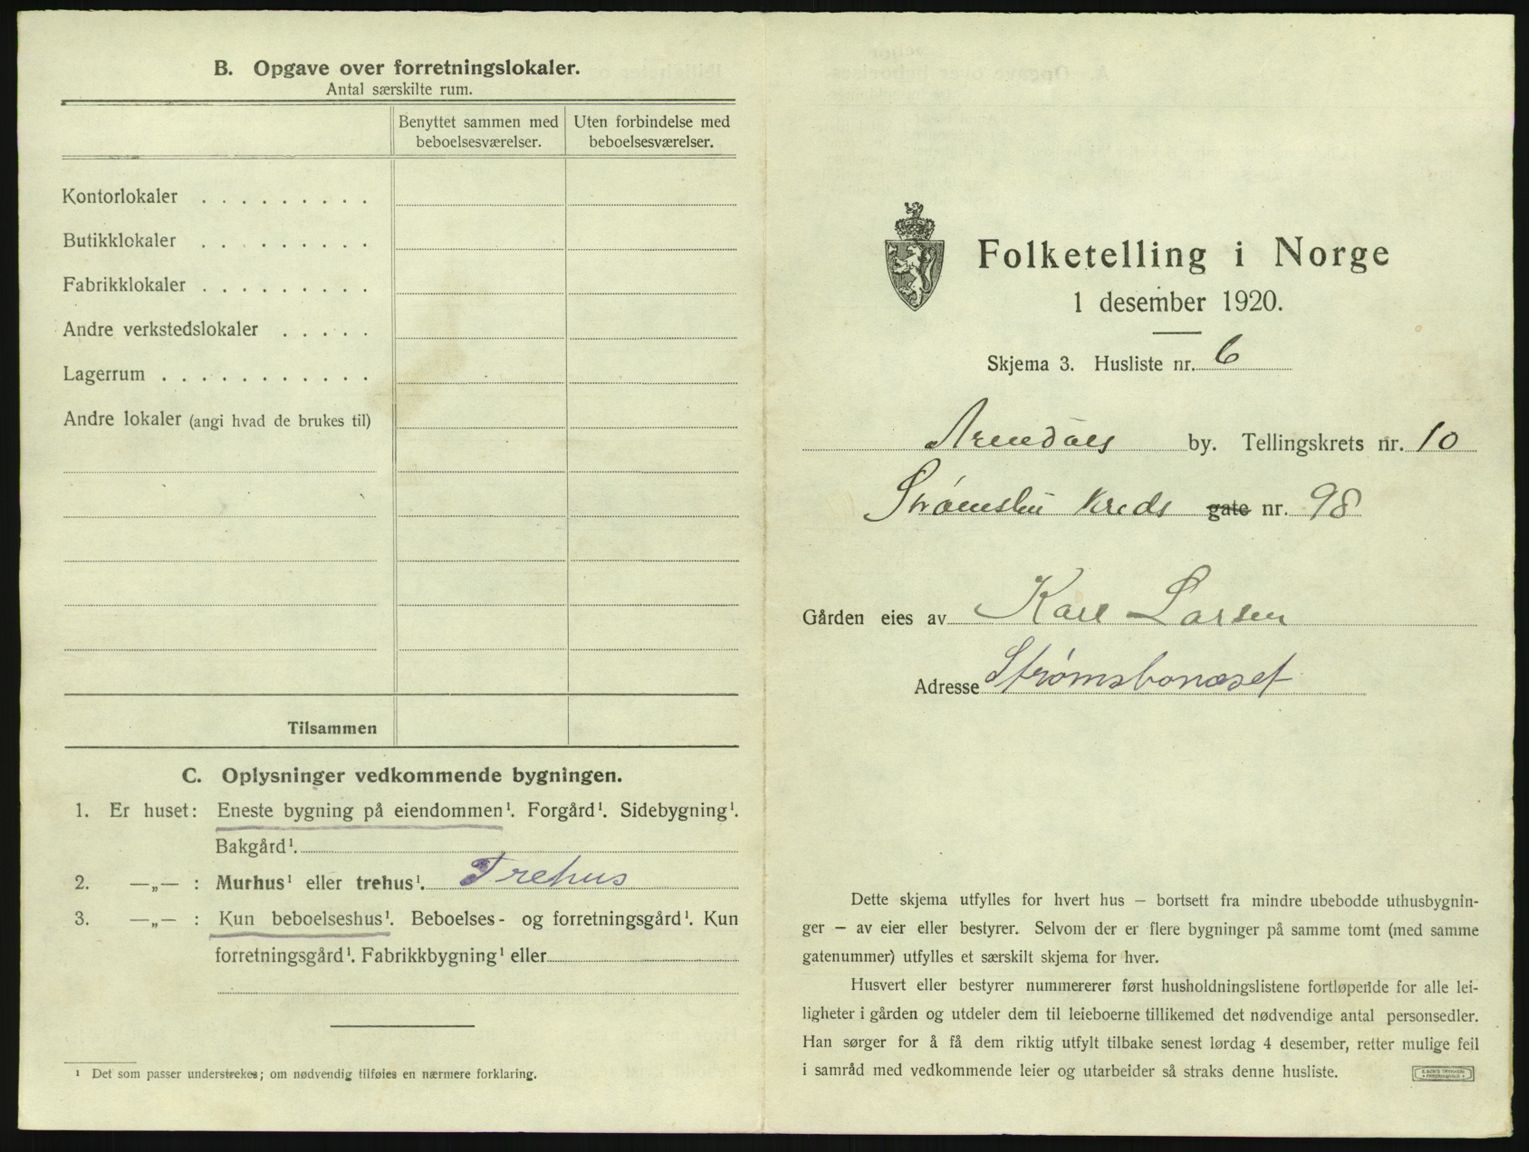 B. Opgave over forretningslokaler.
Antal særskilte rum.
Benyttet sammen med beboelsesværelser.
Uten forbindelse med beboelsesværelser.
Kontorlokaler . . . . . . . . .
Butikklokaler . . . . . . . . .
Fabrikklokaler . . . . . . . . .
Andre verkstedslokaler . . . . .
Lagerrum . . . . . . . . . . .
Andre lokaler (angi hvad de brukes til)
Tilsammen
C. Oplysninger vedkommende bygningen.
1. Er huset: Eneste bygning på eiendommen¹. Forgård¹. Sidebygning¹.
Bakgård¹.
2. —„— : Murhus¹ eller trehus¹. Trehus
3. —„— : Kun beboelseshus¹. Beboelses- og forretningsgård¹. Kun
forretningsgård¹. Fabrikkbygning¹ eller
¹ Det som passer understrekes; om nødvendig tilføies en nærmere forklaring.
Folketelling i Norge
1 desember 1920.
Skjema 3. Husliste nr. 6
Arendals by. Tellingskrets nr. 10
Strømsbu Kreds gate nr. 98
Gården eies av Karl Larsen
Adresse Strømsbonæset
Dette skjema utfylles for hvert hus — bortsett fra mindre ubebodde uthusbygnin-
ger — av eier eller bestyrer. Selvom der er flere bygninger på samme tomt (med samme
gatenummer) utfylles et særskilt skjema for hver.
Husvert eller bestyrer nummererer først husholdningslistene fortløpende for alle lei-
ligheter i gården og utdeler dem til leieboerne tillikemed det nødvendige antal personsedler.
Han sørger for å få dem riktig utfylt tilbake senest lørdag 4 desember, retter mulige feil
i samråd med vedkommende leier og utarbeider så straks denne husliste.